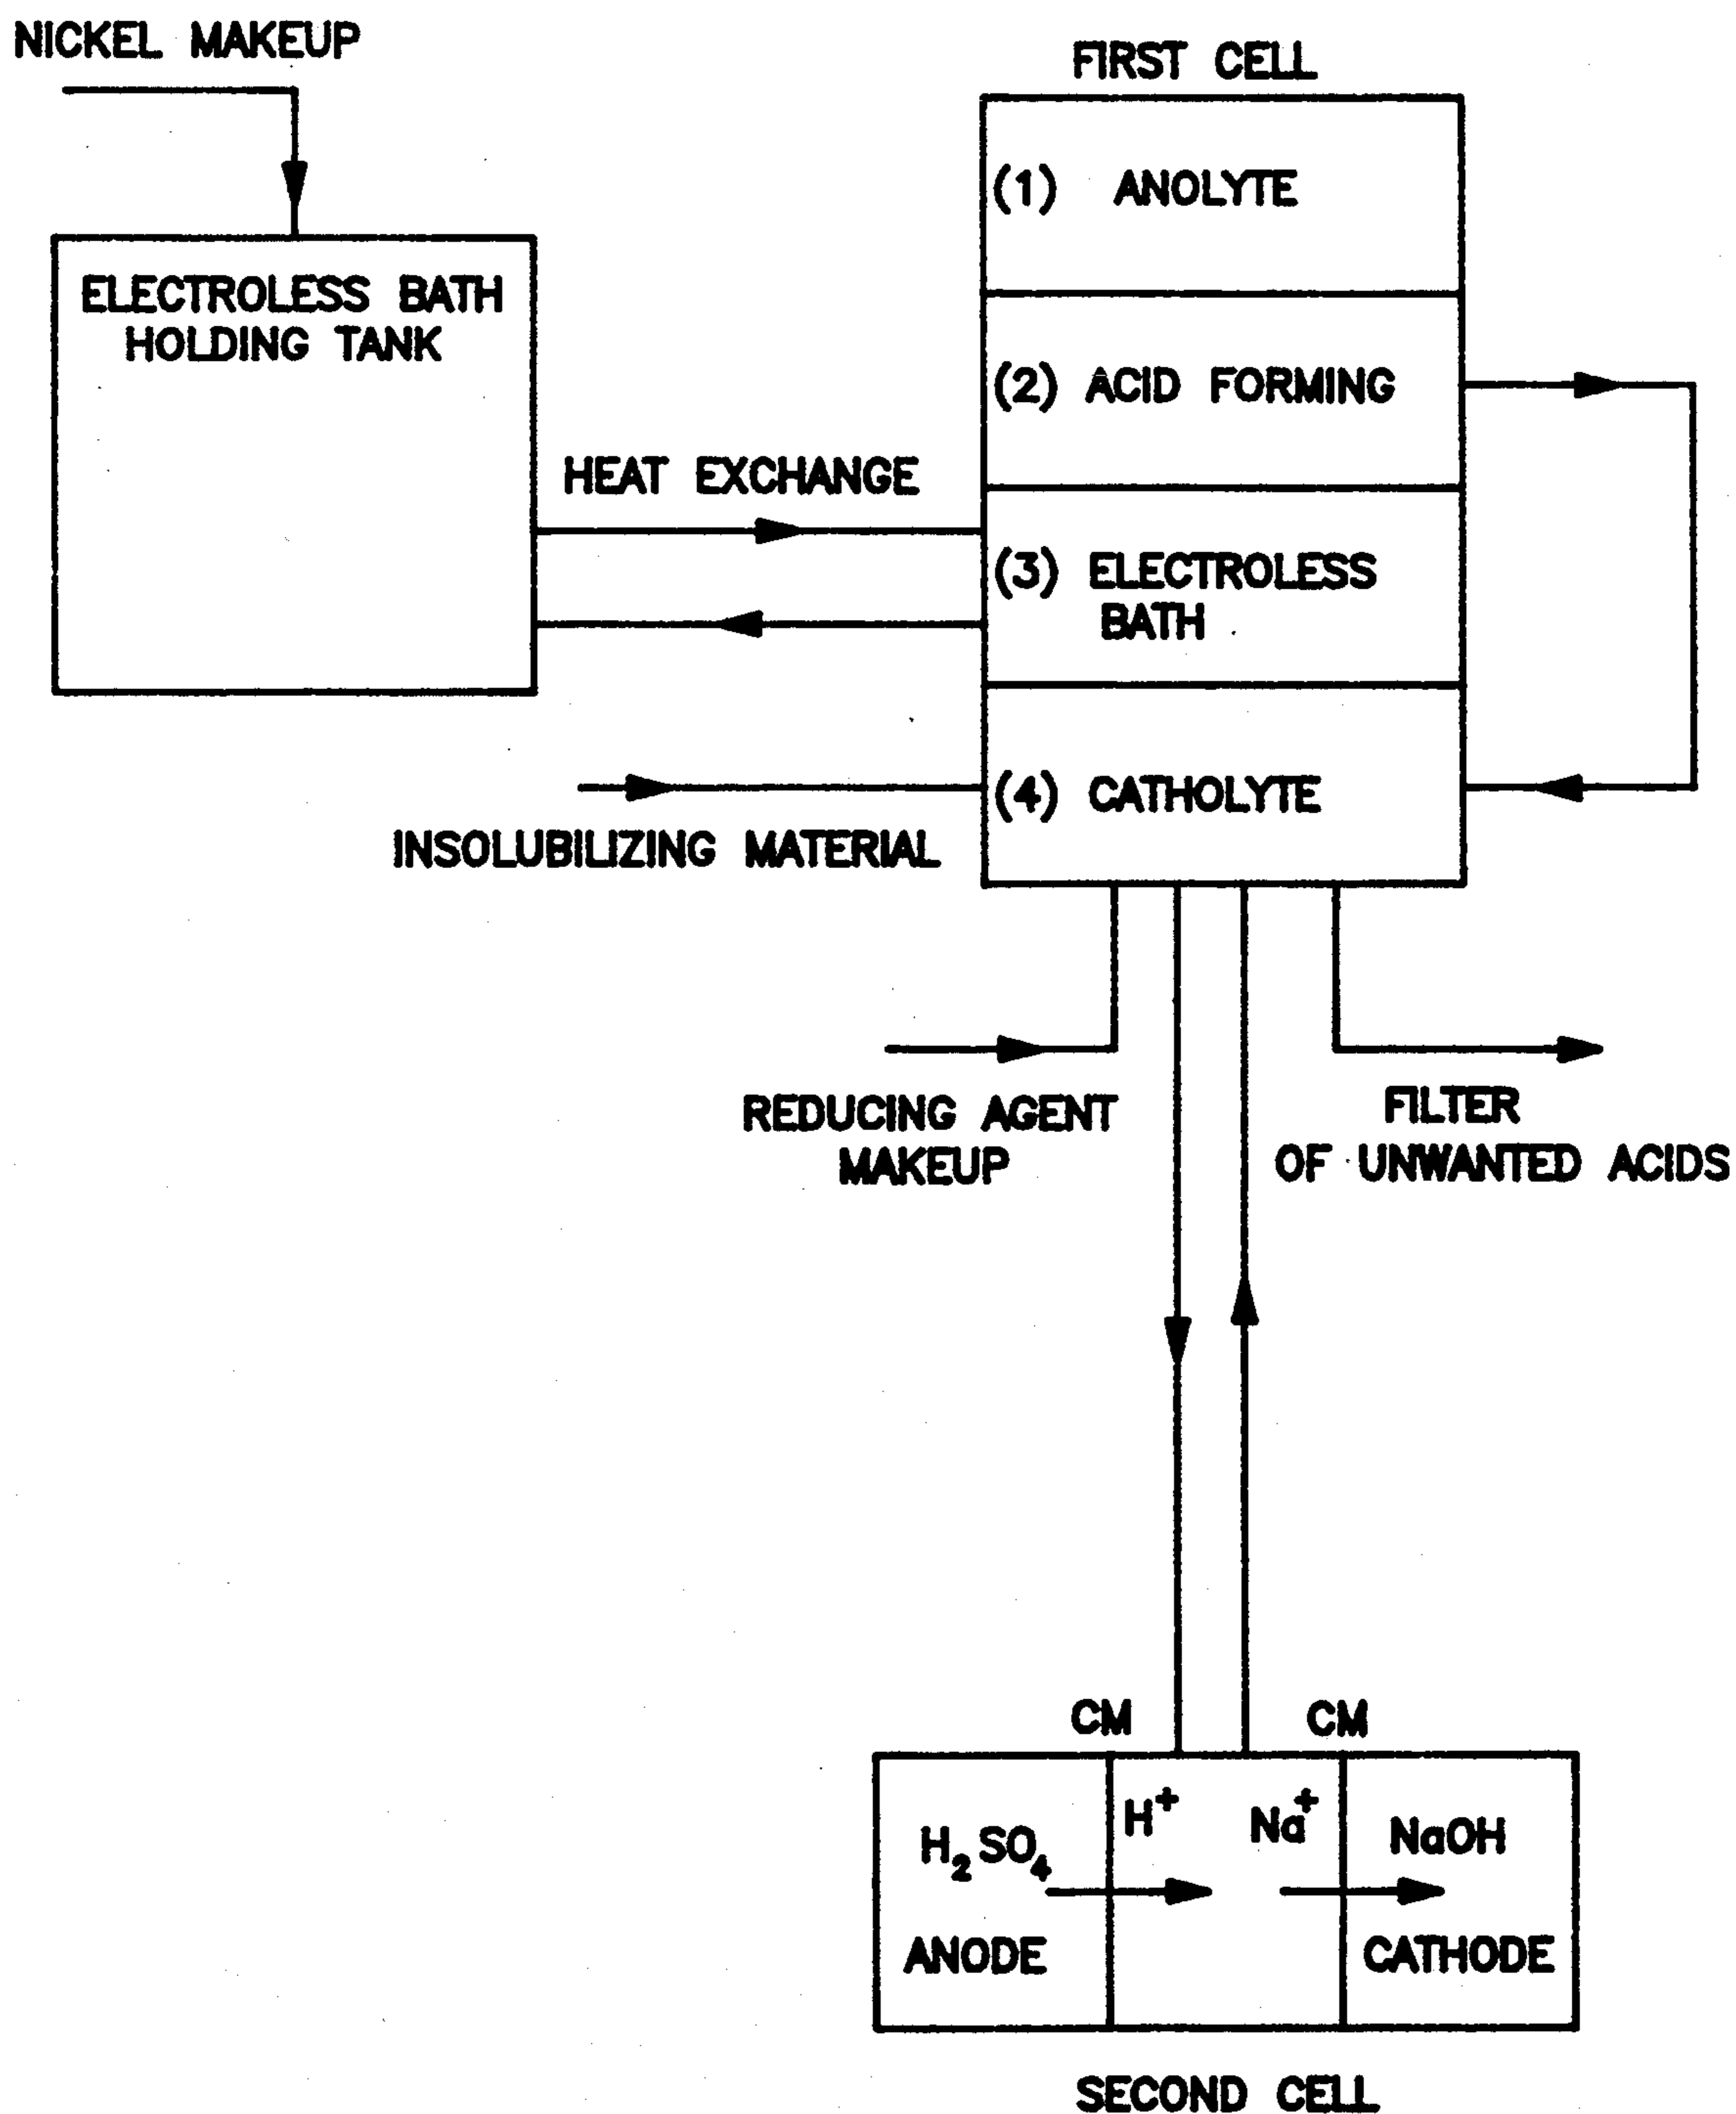 NICKEL MAKEUP
FIRST CELL
(1) ANOLYTE
ELECTROLESS BATH
HOLDING TANK
(2) ACID FORMING
HEAT EXCHANGE
(3) ELECTROLESS
BATH
(4) CATHOLYTE
INSOLUBILIZING MATERIAL
REDUCING AGENT
MAKEUP
FILTER
OF UNWANTED ACIDS
CM
CM
H₂SO₄
H⁺
Na⁺
NaOH
ANODE
CATHODE
SECOND CELL